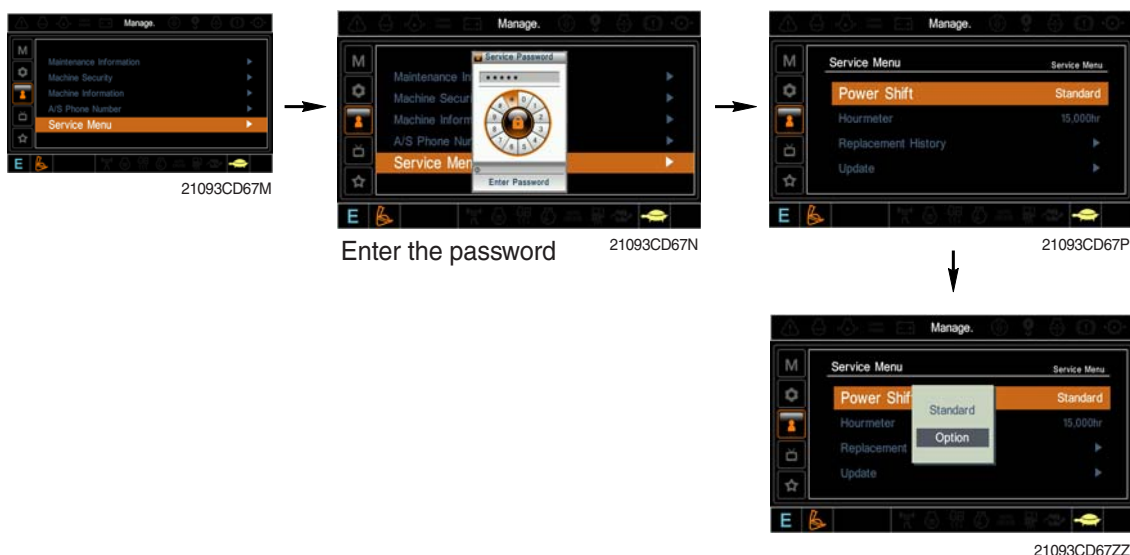 Manage.
M
Maintenance Information
Machine Security
Machine Information
A/S Phone Number
Service Menu
E
21093CD67M
Manage.
M
Service Password
*****
Maintenance In
Machine Secur
Machine Inform
A/S Phone Nur
Service Men
Enter Password
E
Enter the password
21093CD67N
Manage.
M
Service Menu Service Menu
Power Shift Standard
Hourmeter 15,000hr
Replacement History
Update
E
21093CD67P
Manage.
M
Service Menu Service Menu
Power Shif Standard
Standard
Hourmeter 15,000hr
Option
Replacement
Update
E
21093CD67ZZ